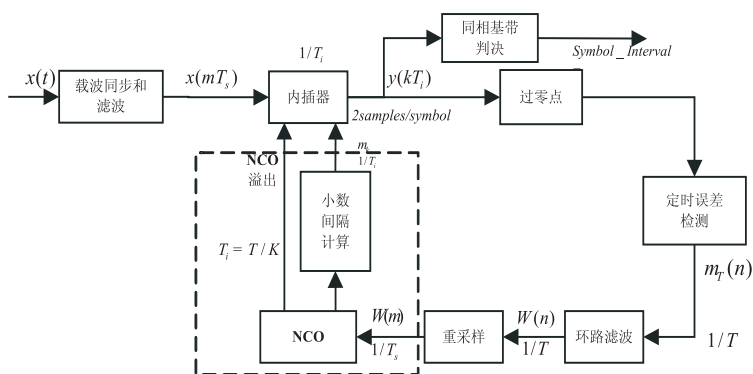 同相基带
判决
Symbol_Interval
1/T_i
x(t)
载波同步和
滤波
x(mT_s)
内插器
y(kT_i)
2samples/symbol
过零点
NCO
溢出
1/T_i
小数
间隔
计算
T_i = T/K
定时误差
检测
m_T(n)
NCO
W(m)
1/T_s
重采样
W(n)
1/T
环路滤波
1/T